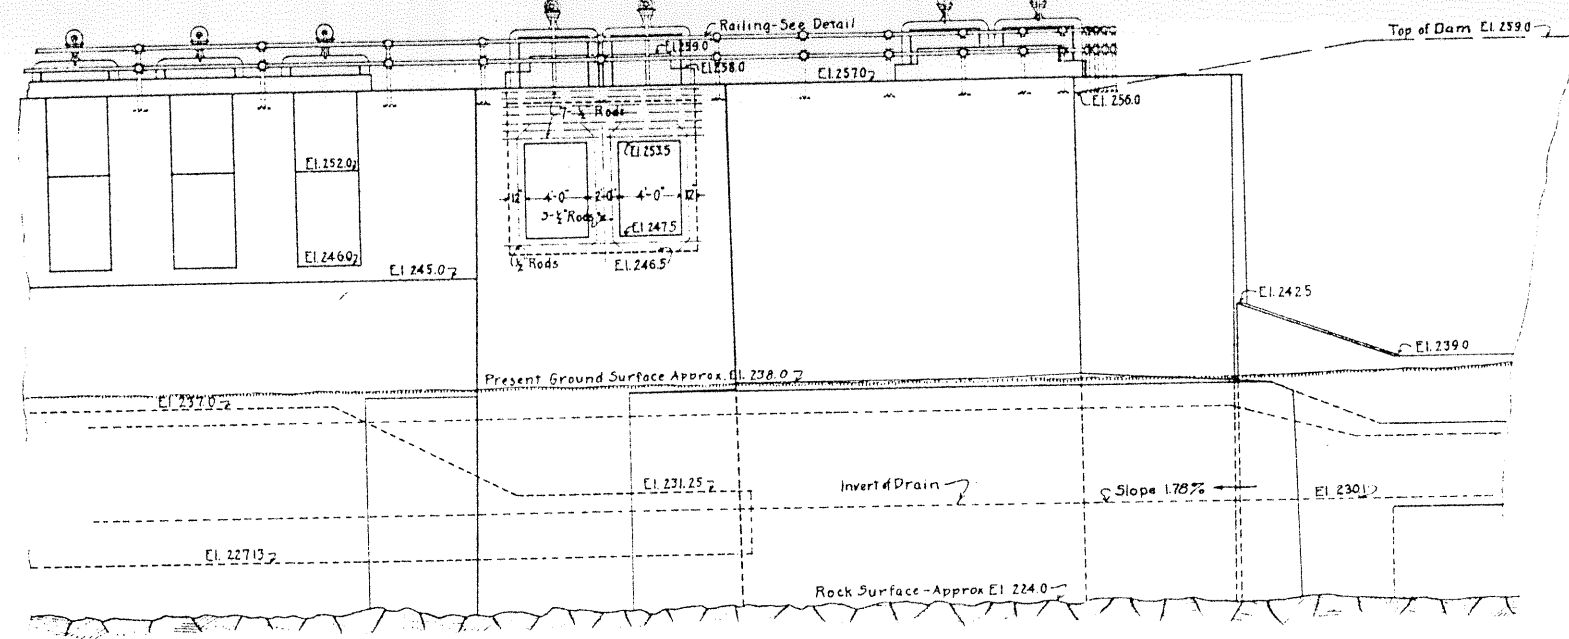 Railing-See Detail
Top of Dam El. 259.0
El. 259.0
El. 258.0
El. 257.0
El. 256.0
7-½" Rods
El. 252.0
El. 253.5
12" 4'-0" 2'-0" 4'-0" 12"
3-½" Rods
El. 247.5
El. 246.0
½" Rods
El. 246.5
El. 245.0
El. 242.5
El. 239.0
Present Ground Surface Approx. El. 238.0
El. 237.0
El. 231.25
Invert of Drain
Slope 1.78%
El. 230.1
El. 227.13
Rock Surface-Approx El. 224.0